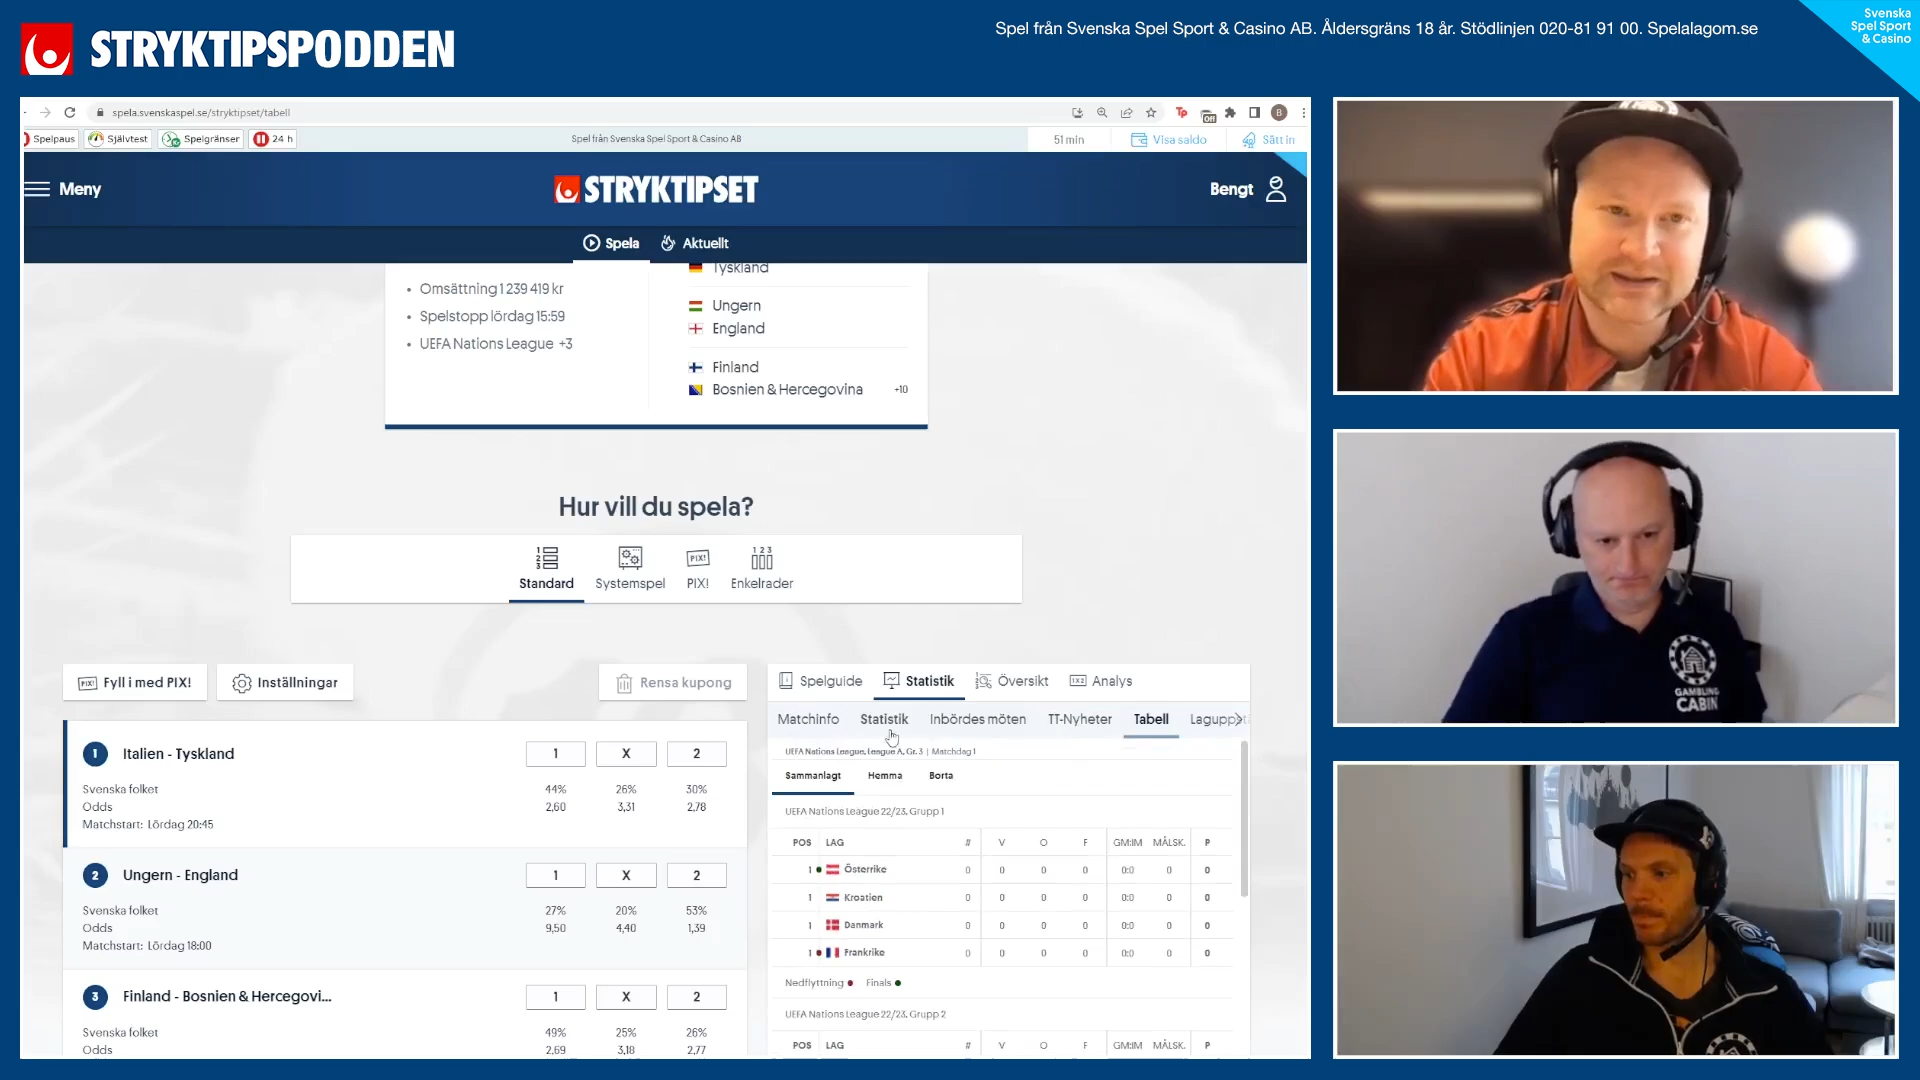 STRYKTIPSPODDEN
Spel från Svenska Spel Sport & Casino AB. Åldersgräns 18 år. Stödlinjen 020-81 91 00. Spelalagom.se
Svenska
Spel Sport
& Casino
spela.svenskaspel.se/stryktipset/tabell
Off
B
Spelpaus
Självtest
Spelgränser
24 h
Spel från Svenska Spel Sport & Casino AB
51 min
Visa saldo
Sätt in
Meny
STRYKTIPSET
Bengt
Spela
Aktuellt
Omsättning 1 239 419 kr
Spelstopp lördag 15:59
UEFA Nations League +3
Tyskland
Ungern
England
Finland
Bosnien & Hercegovina +10
Hur vill du spela?
Standard
Systemspel
PIX!
Enkelrader
Fyll i med PIX!
Inställningar
Rensa kupong
1 Italien - Tyskland 1 X 2
Svenska folket 44% 26% 30%
Odds 2,60 3,31 2,78
Matchstart: Lördag 20:45
2 Ungern - England 1 X 2
Svenska folket 27% 20% 53%
Odds 9,50 4,40 1,39
Matchstart: Lördag 18:00
3 Finland - Bosnien & Hercegovi... 1 X 2
Svenska folket 49% 25% 26%
Odds 2,69 3,18 2,77
Spelguide Statistik Översikt Analys
Matchinfo Statistik Inbördes möten TT-Nyheter Tabell
UEFA Nations League, League A, Gr. 3 | Matchdag 1
Sammanlagt Hemma Borta
UEFA Nations League 22/23, Grupp 1
POS LAG # V O F GM:IM MÅLSK. P
1 Österrike 0 0 0 0 0:0 0 0
1 Kroatien 0 0 0 0 0:0 0 0
1 Danmark 0 0 0 0 0:0 0 0
1 Frankrike 0 0 0 0 0:0 0 0
Nedflyttning Finals
UEFA Nations League 22/23, Grupp 2
POS LAG # V O F GM:IM MÅLSK. P
GAMBLING
CABIN